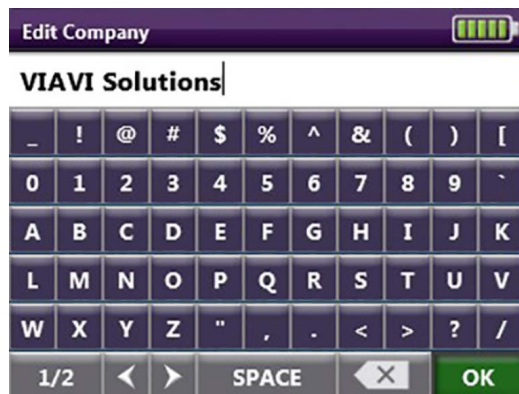 Edit Company
VIAVI Solutions
_ ! @ # $ % ^ & ( ) [
0 1 2 3 4 5 6 7 8 9 `
A B C D E F G H I J K
L M N O P Q R S T U V
W X Y Z " , . < > ? /
1/2 SPACE OK